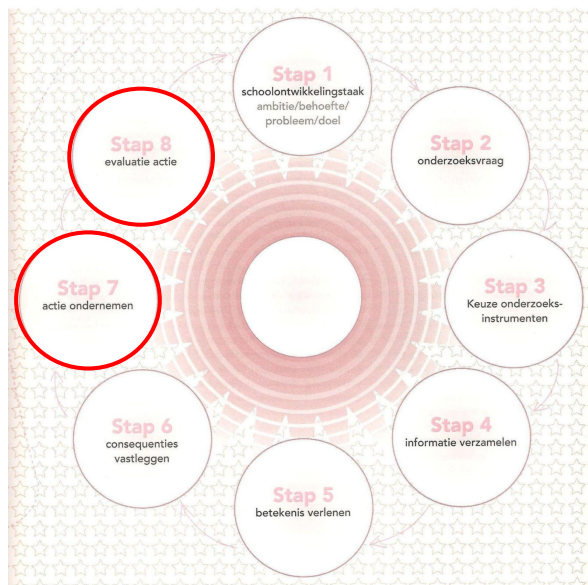 Stap 1
schoolontwikkelingstaak
ambitie/behoefte/
probleem/doel
Stap 2
onderzoeksvraag
Stap 3
Keuze onderzoeks-
instrumenten
Stap 4
informatie verzamelen
Stap 5
betekenis verlenen
Stap 6
consequenties
vastleggen
Stap 7
actie ondernemen
Stap 8
evaluatie actie